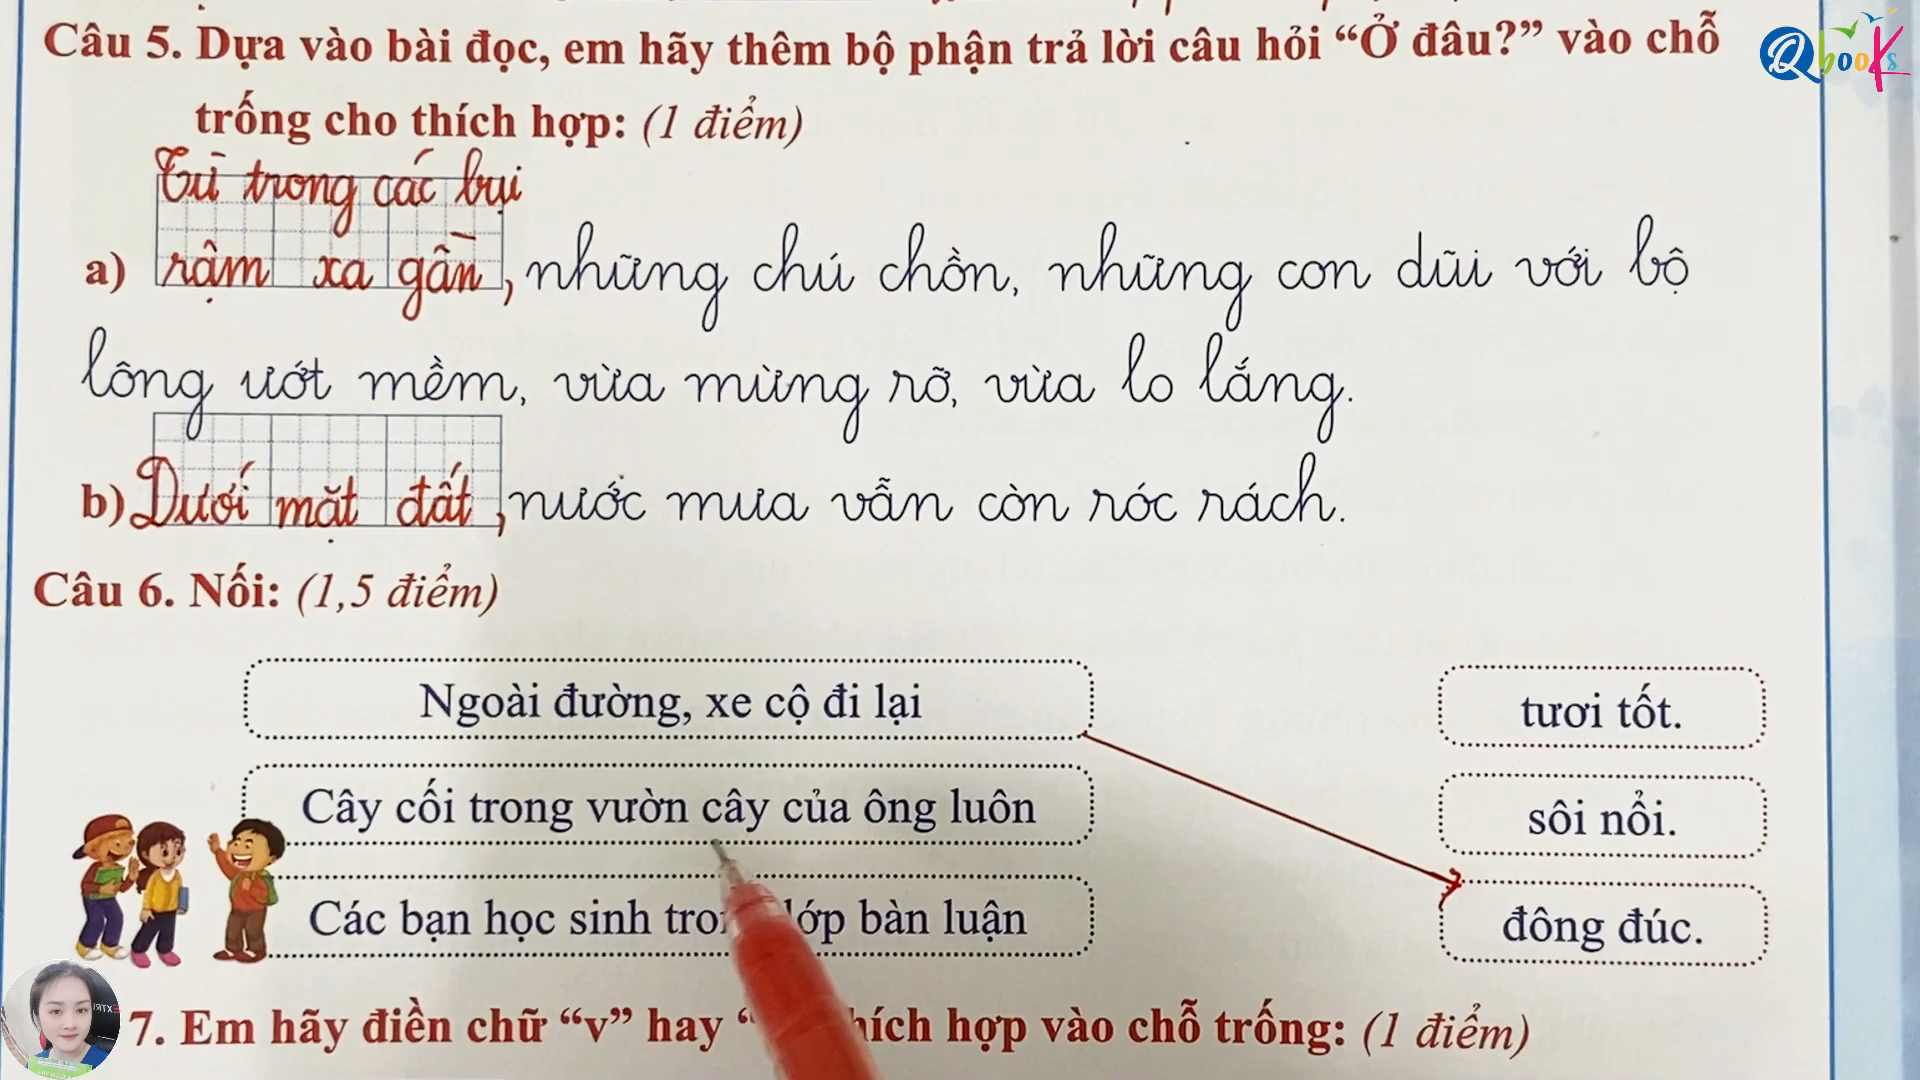 Qbooks
Câu 5. Dựa vào bài đọc, em hãy thêm bộ phận trả lời câu hỏi “Ở đâu?” vào chỗ
trống cho thích hợp: (1 điểm)
Từ trong các bụi
a) rậm xa gần, những chú chồn, những con dũi với bộ
lông ướt mềm, vừa mừng rỡ, vừa lo lắng.
b) Dưới mặt đất, nước mưa vẫn còn róc rách.
Câu 6. Nối: (1,5 điểm)
Ngoài đường, xe cộ đi lại
tươi tốt.
Cây cối trong vườn cây của ông luôn
sôi nổi.
Các bạn học sinh lớp bàn luận
đông đúc.
7. Em hãy điền chữ “v” hay hích hợp vào chỗ trống: (1 điểm)